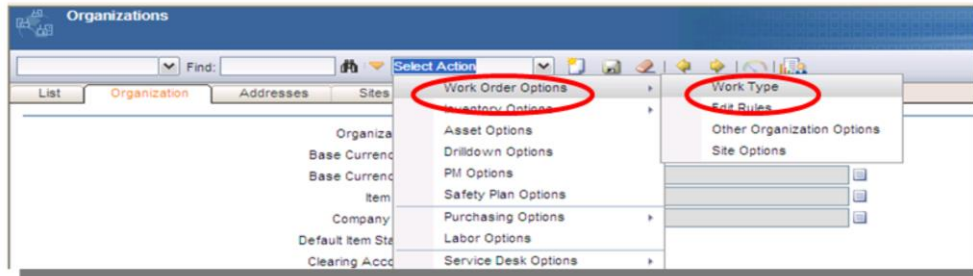 Organizations
Find: Select Action
List Organization Addresses Sites
Work Order Options Work Type
Inventory Options Edit Rules
Organiza Asset Options Other Organization Options
Base Currenc Drilldown Options Site Options
Base Currenc PM Options
Item Safety Plan Options
Company Purchasing Options
Default Item Sta Labor Options
Clearing Acco Service Desk Options